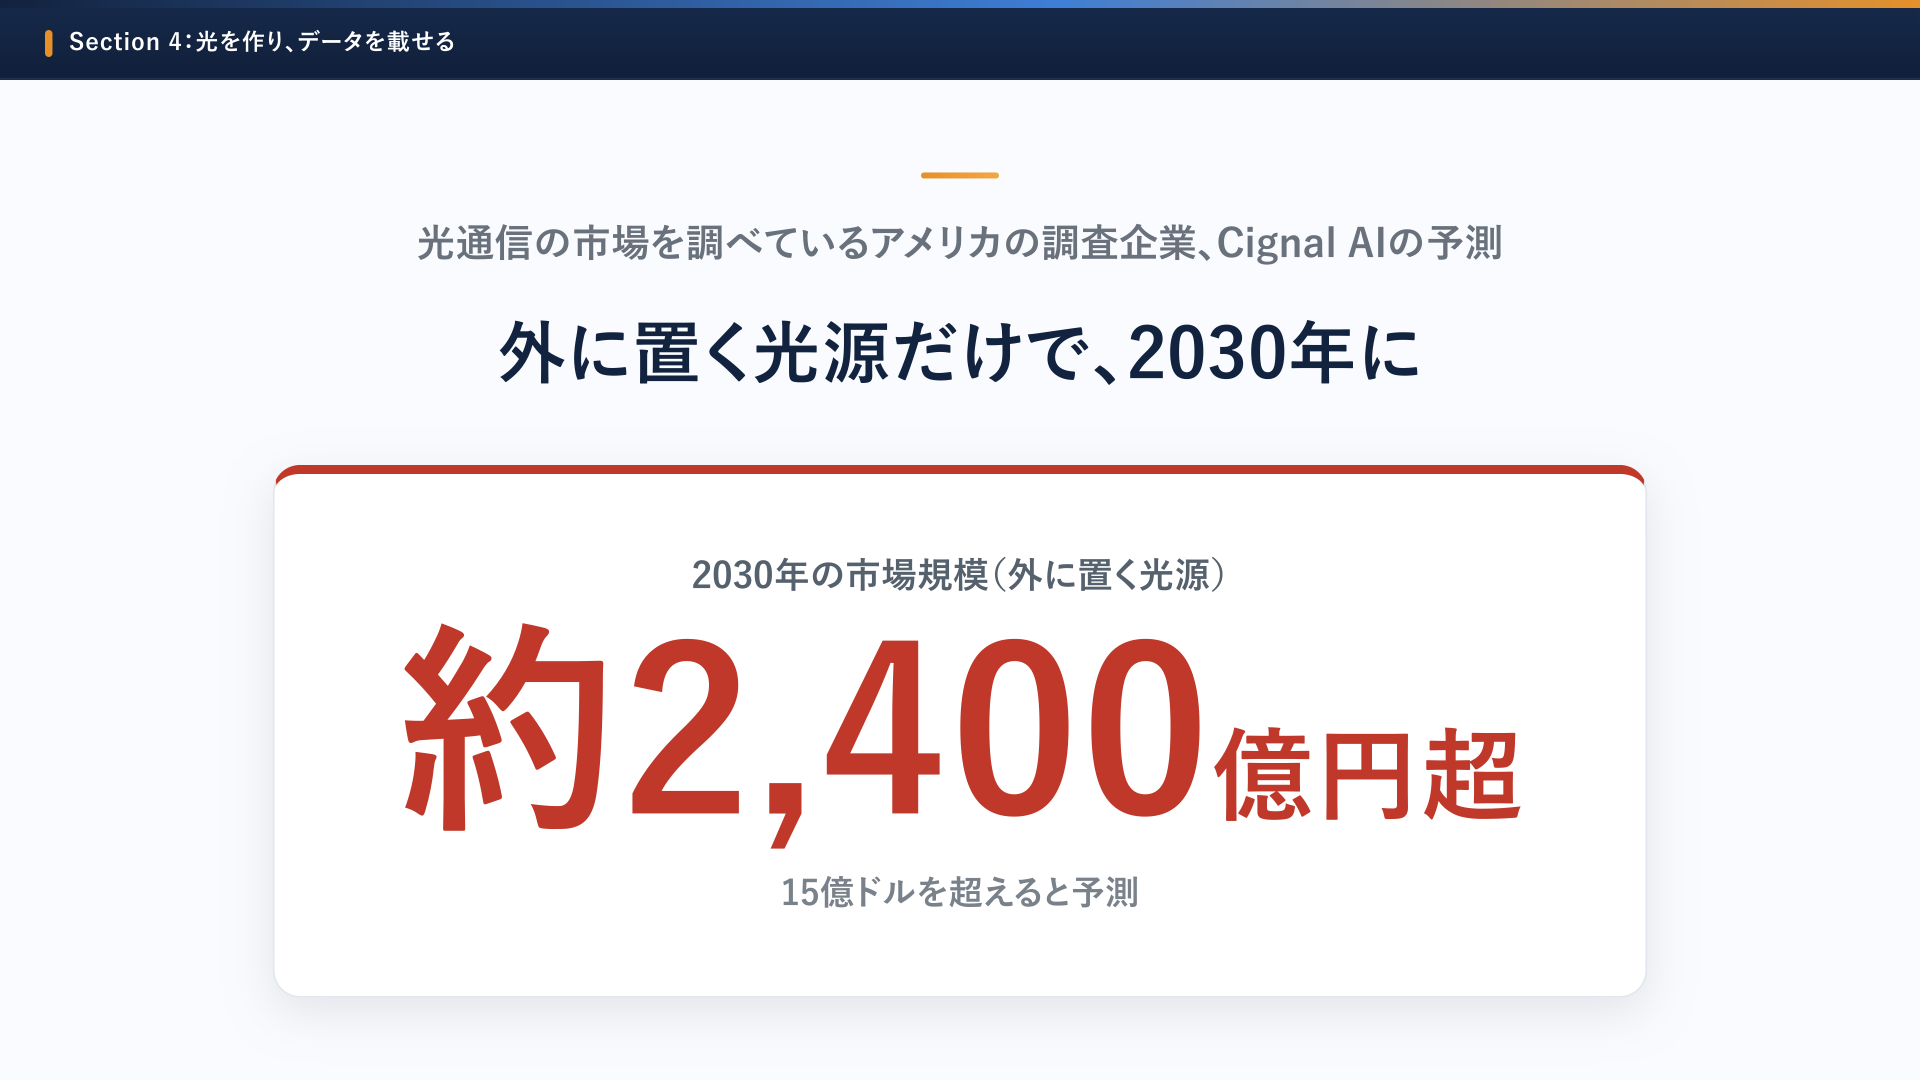 Section 4：光を作り、データを載せる
光通信の市場を調べているアメリカの調査企業、Cignal AIの予測
外に置く光源だけで、2030年に
2030年の市場規模（外に置く光源）
約2,400億円超
15億ドルを超えると予測